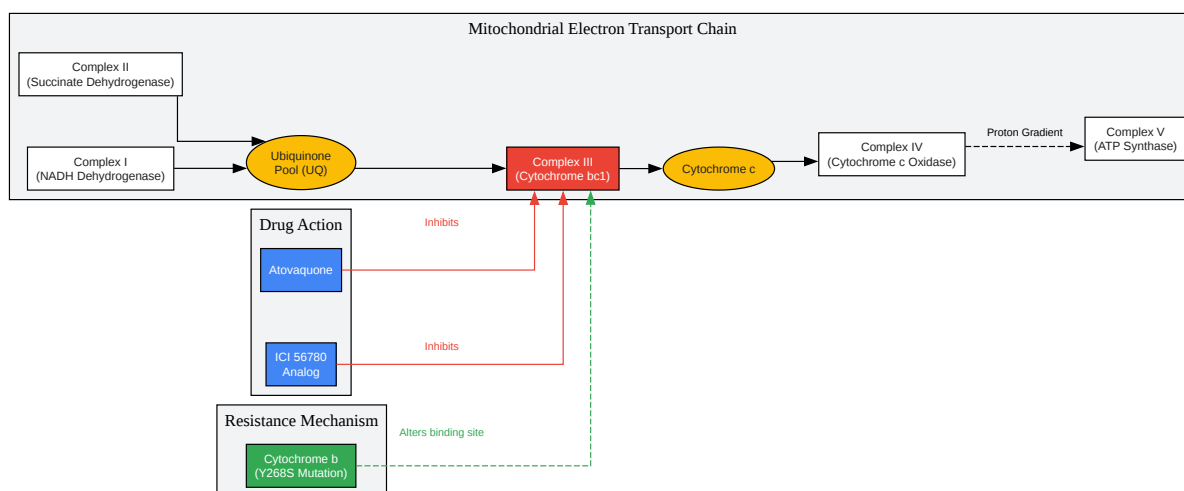 Mitochondrial Electron Transport Chain
Complex II
(Succinate Dehydrogenase)
Complex I
(NADH Dehydrogenase)
Ubiquinone
Pool (UQ)
Complex III
(Cytochrome bc1)
Cytochrome c
Complex IV
(Cytochrome c Oxidase)
Proton Gradient
Complex V
(ATP Synthase)
Drug Action
Inhibits
Atovaquone
Inhibits
ICI 56780
Analog
Resistance Mechanism
Alters binding site
Cytochrome b
(Y268S Mutation)